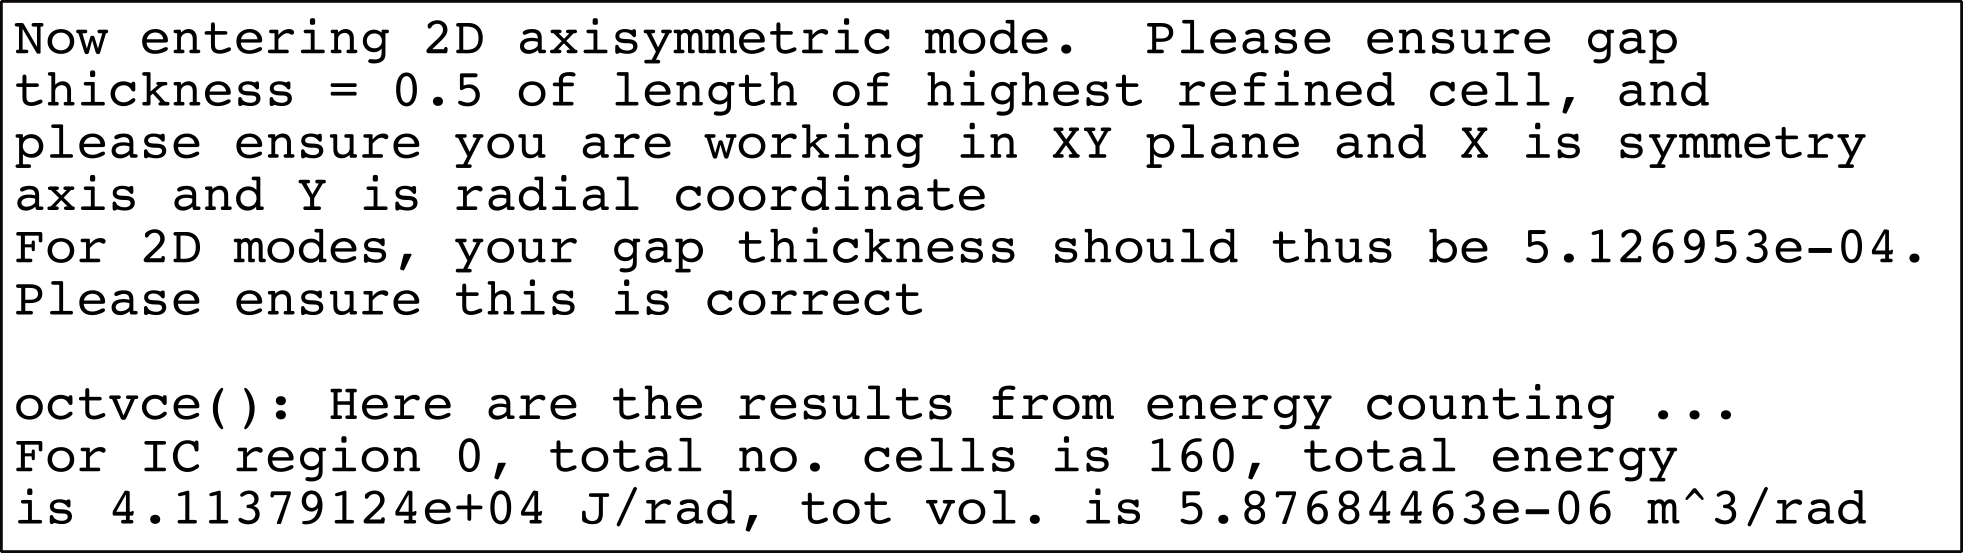 Now entering 2D axisymmetric mode.  Please ensure gap
thickness = 0.5 of length of highest refined cell, and
please ensure you are working in XY plane and X is symmetry
axis and Y is radial coordinate
For 2D modes, your gap thickness should thus be 5.126953e-04.
Please ensure this is correct

octvce(): Here are the results from energy counting ...
For IC region 0, total no. cells is 160, total energy
is 4.11379124e+04 J/rad, tot vol. is 5.87684463e-06 m^3/rad